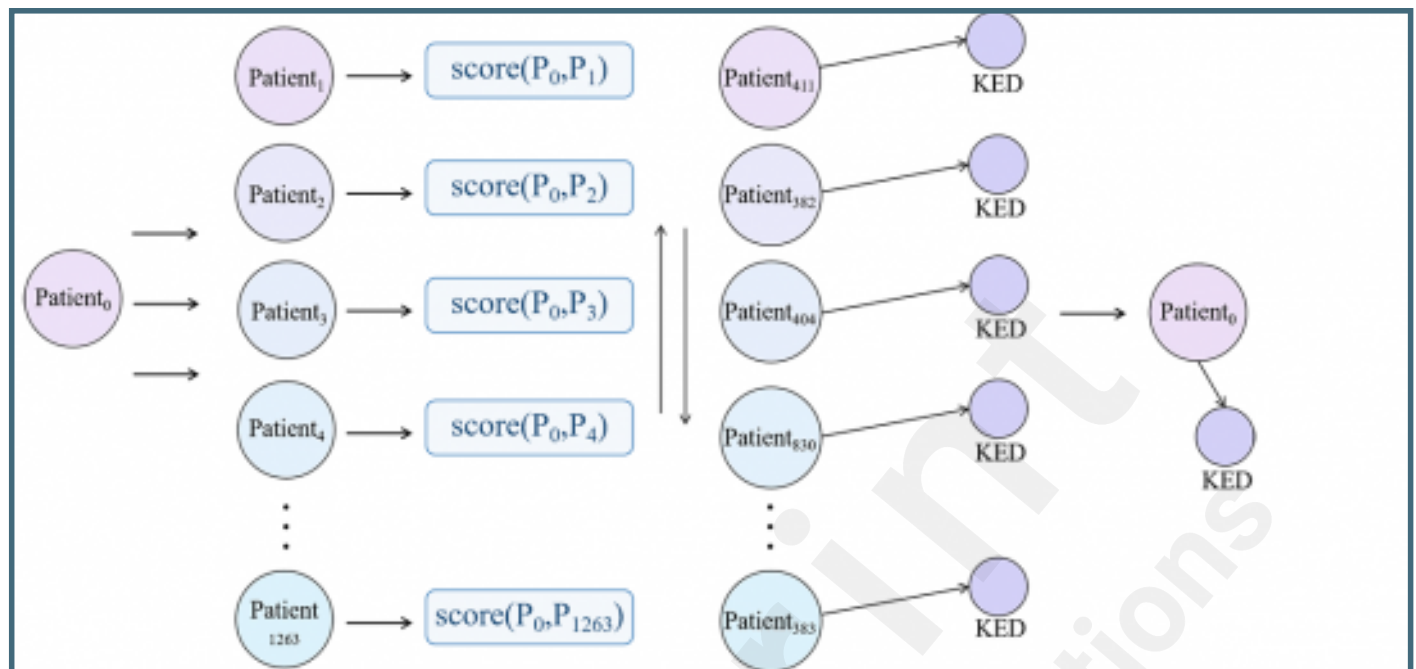 Patient₁
score(P₀,P₁)
Patient₄₁₁
KED
Patient₂
score(P₀,P₂)
Patient₃₈₂
KED
Patient₀
Patient₃
score(P₀,P₃)
Patient₄₀₄
KED
Patient₀
Patient₄
score(P₀,P₄)
Patient₈₃₀
KED
KED
Patient
1263
score(P₀,P₁₂₆₃)
Patient₃₈₃
KED